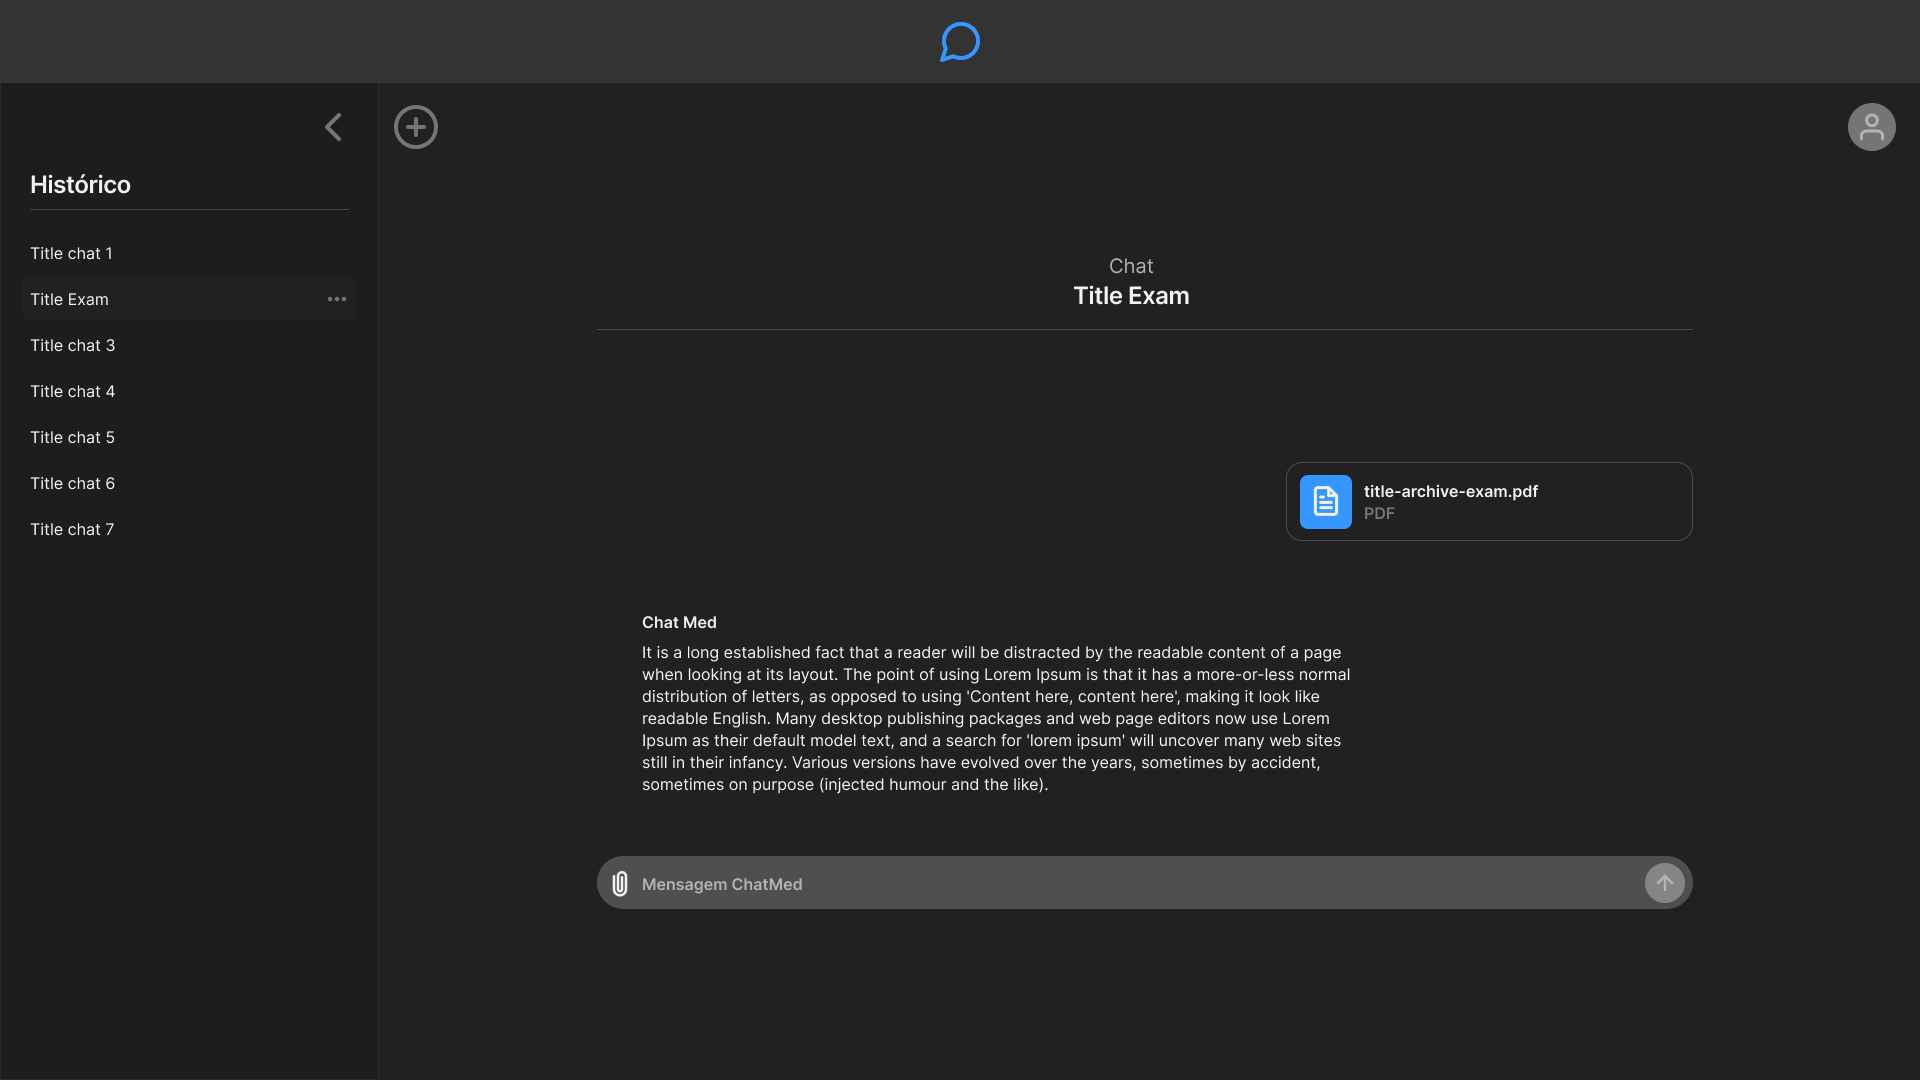 Histórico
Title chat 1
Title Exam
Title chat 3
Title chat 4
Title chat 5
Title chat 6
Title chat 7
Chat
Title Exam
title-archive-exam.pdf
PDF
Chat Med
It is a long established fact that a reader will be distracted by the readable content of a page
when looking at its layout. The point of using Lorem Ipsum is that it has a more-or-less normal
distribution of letters, as opposed to using 'Content here, content here', making it look like
readable English. Many desktop publishing packages and web page editors now use Lorem
Ipsum as their default model text, and a search for 'lorem ipsum' will uncover many web sites
still in their infancy. Various versions have evolved over the years, sometimes by accident,
sometimes on purpose (injected humour and the like).
Mensagem ChatMed